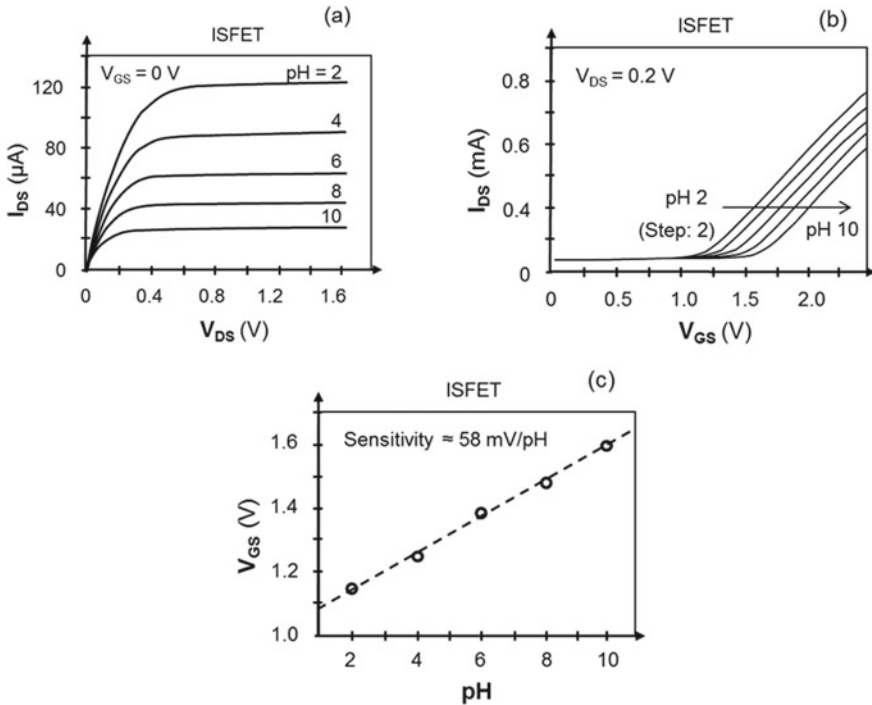 (a)
ISFET
V_GS = 0 V
pH = 2
4
6
8
10
120
80
40
0
I_DS (μA)
0
0.4
0.8
1.2
1.6
V_DS (V)
(b)
ISFET
V_DS = 0.2 V
0.8
0.6
0.4
0.2
0
I_DS (mA)
pH 2
(Step: 2)
pH 10
0
0.5
1.0
1.5
2.0
V_GS (V)
(c)
ISFET
Sensitivity ≈ 58 mV/pH
1.6
1.4
1.2
1.0
V_GS (V)
2
4
6
8
10
pH